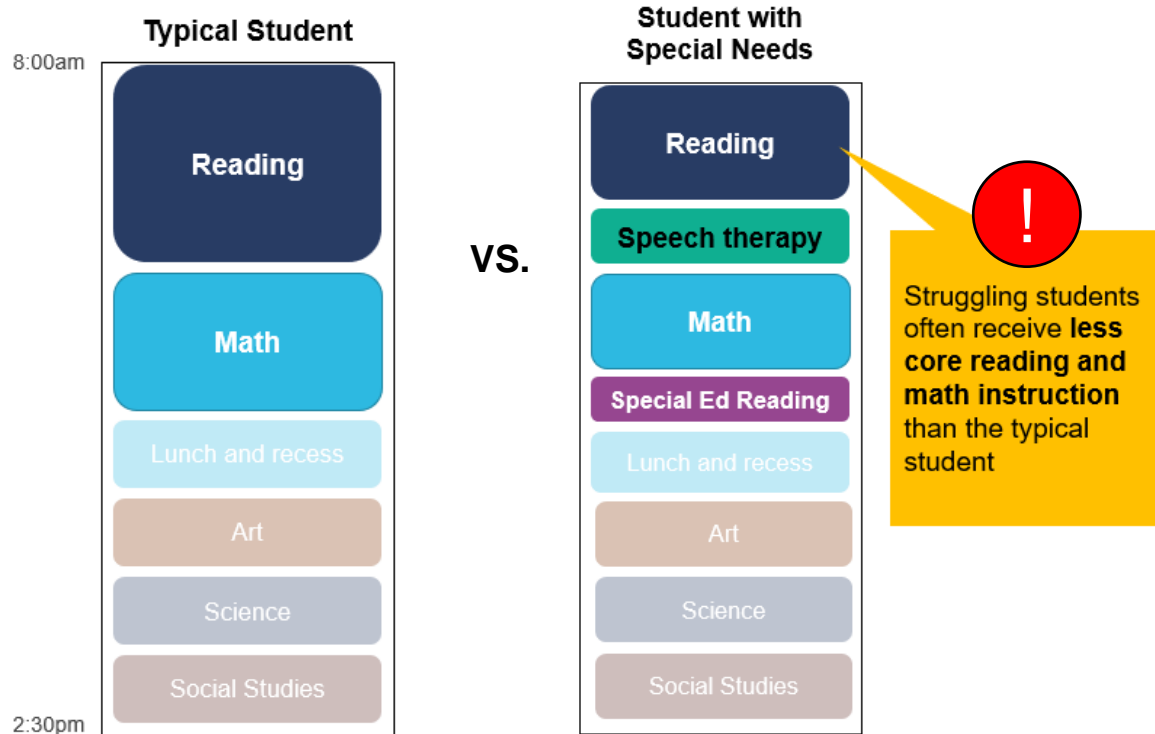 Typical Student
8:00am
Reading
Math
Lunch and recess
Art
Science
Social Studies
2:30pm
VS.
Student with
Special Needs
Reading
Speech therapy
Math
Special Ed Reading
Lunch and recess
Art
Science
Social Studies
!
Struggling students
often receive less
core reading and
math instruction
than the typical
student